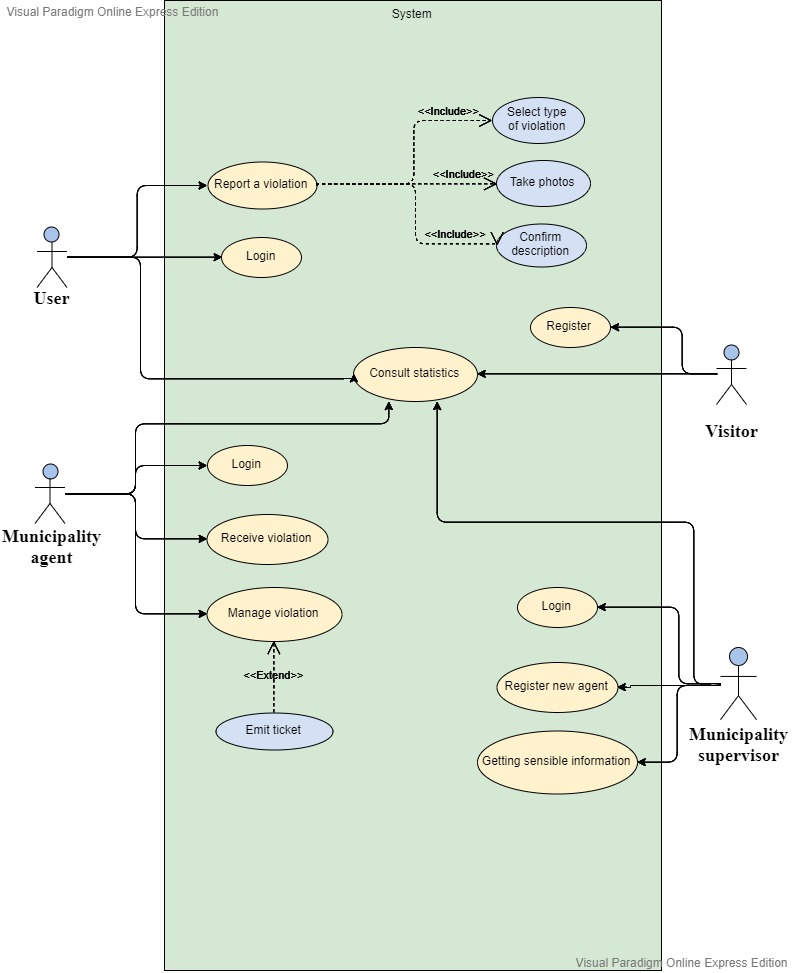 Visual Paradigm Online Express Edition
System
<<Include>>
Select type
of violation
Report a violation
<<Include>>
Take photos
<<Include>>
Confirm
description
Login
User
Register
Consult statistics
Visitor
Login
Municipality
agent
Receive violation
Manage violation
Login
<<Extend>>
Register new agent
Emit ticket
Municipality
supervisor
Getting sensible information
Visual Paradigm Online Express Edition